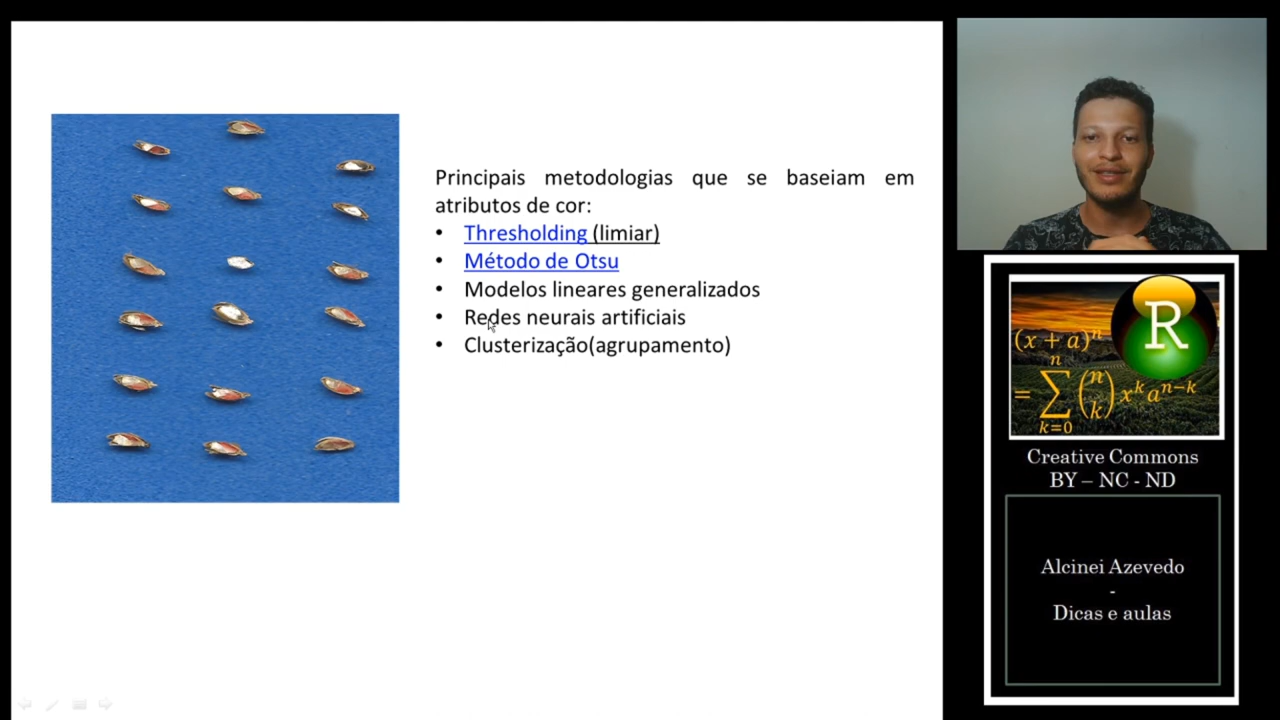 Principais metodologias que se baseiam em
atributos de cor:
• Thresholding (limiar)
• Método de Otsu
• Modelos lineares generalizados
• Redes neurais artificiais
• Clusterização(agrupamento)
R
(x + a)^n
= ∑_{k=0}^{n} (n k) x^k a^{n−k}
Creative Commons
BY – NC - ND
Alcinei Azevedo
-
Dicas e aulas